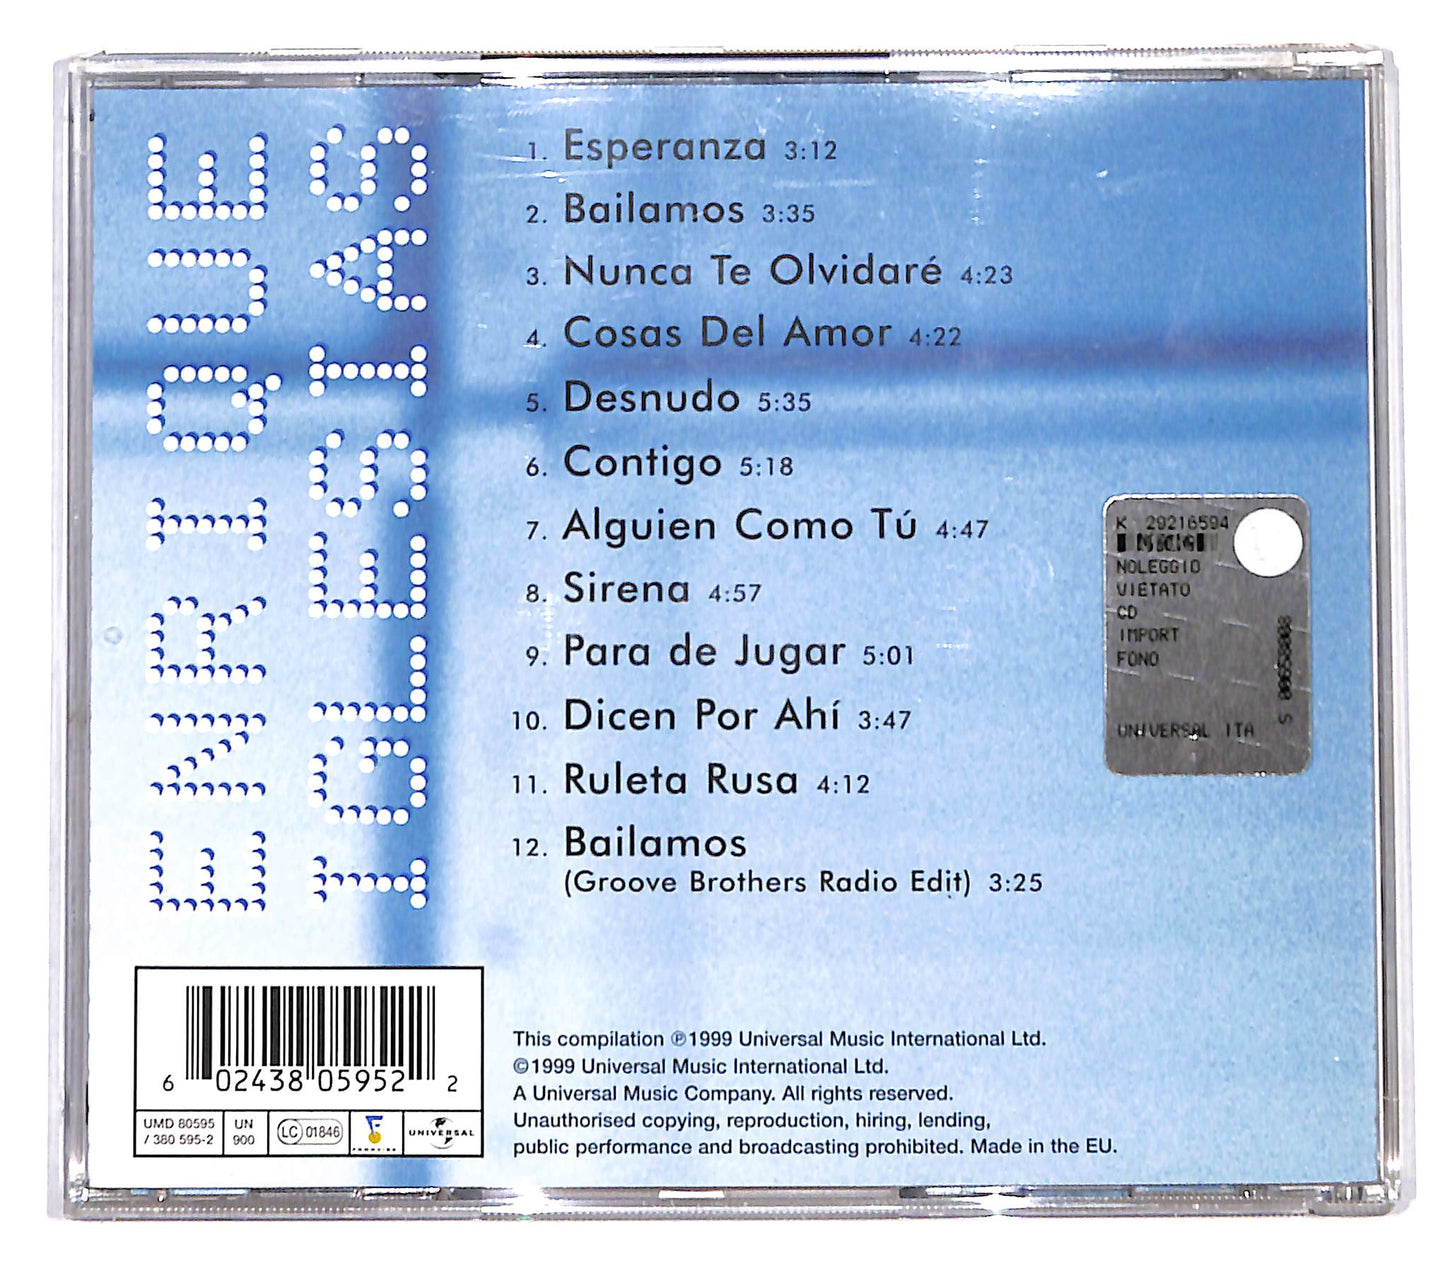 ENRIQUE
IGLESIAS
1. Esperanza 3:12
2. Bailamos 3:35
3. Nunca Te Olvidaré 4:23
4. Cosas Del Amor 4:22
5. Desnudo 5:35
6. Contigo 5:18
7. Alguien Como Tú 4:47
8. Sirena 4:57
9. Para de Jugar 5:01
10. Dicen Por Ahí 3:47
11. Ruleta Rusa 4:12
12. Bailamos
(Groove Brothers Radio Edit) 3:25
K 29216594
NOLEGGIO
VIETATO
CD
IMPORT
FONO
UNIVERSAL ITA
6 02438 05952 2
UMD 80595
/ 380 595-2
UN
900
LC 01846
UNIVERSAL
This compilation ℗1999 Universal Music International Ltd.
©1999 Universal Music International Ltd.
A Universal Music Company. All rights reserved.
Unauthorised copying, reproduction, hiring, lending,
public performance and broadcasting prohibited. Made in the EU.